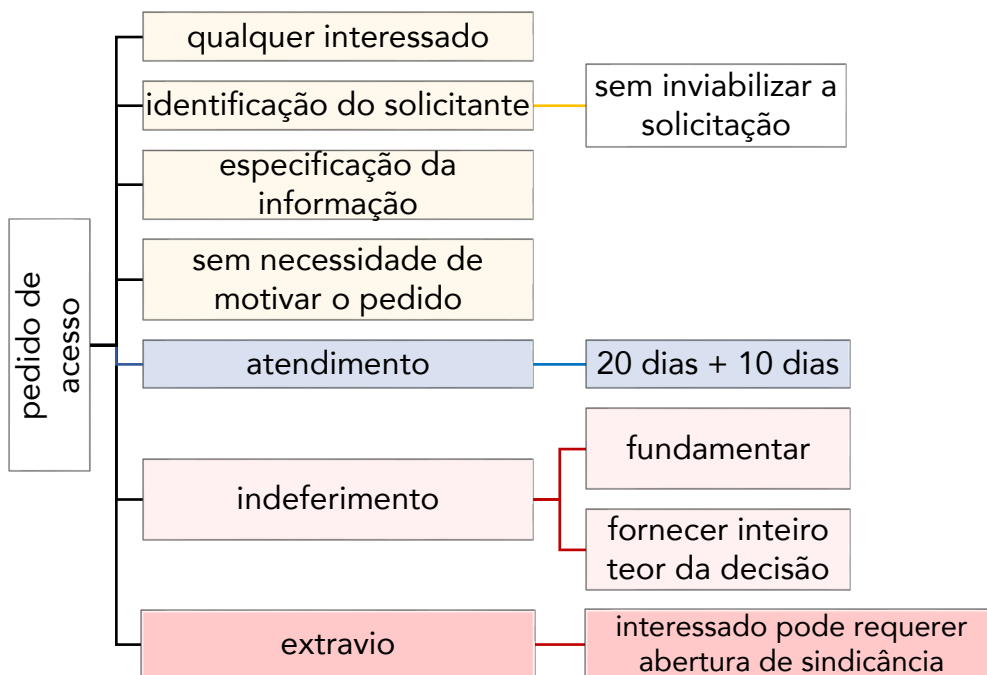 pedido de
acesso
qualquer interessado
identificação do solicitante
sem inviabilizar a
solicitação
especificação da
informação
sem necessidade de
motivar o pedido
atendimento
20 dias + 10 dias
indeferimento
fundamentar
fornecer inteiro
teor da decisão
extravio
interessado pode requerer
abertura de sindicância